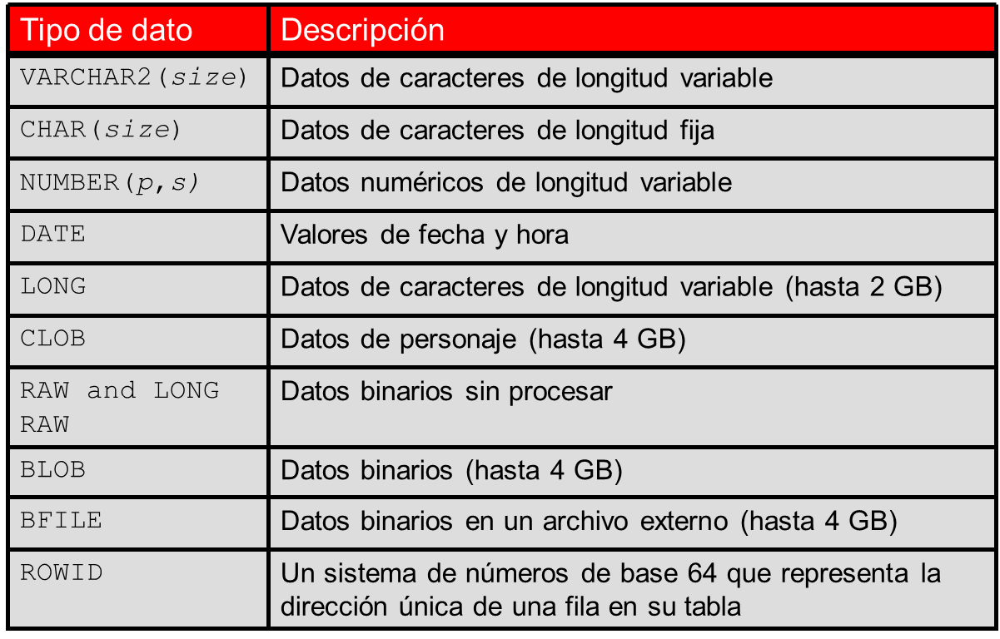 Tipo de dato Descripción
VARCHAR2(size) Datos de caracteres de longitud variable
CHAR(size) Datos de caracteres de longitud fija
NUMBER(p,s) Datos numéricos de longitud variable
DATE Valores de fecha y hora
LONG Datos de caracteres de longitud variable (hasta 2 GB)
CLOB Datos de personaje (hasta 4 GB)
RAW and LONG Datos binarios sin procesar
RAW
BLOB Datos binarios (hasta 4 GB)
BFILE Datos binarios en un archivo externo (hasta 4 GB)
ROWID Un sistema de números de base 64 que representa la
dirección única de una fila en su tabla